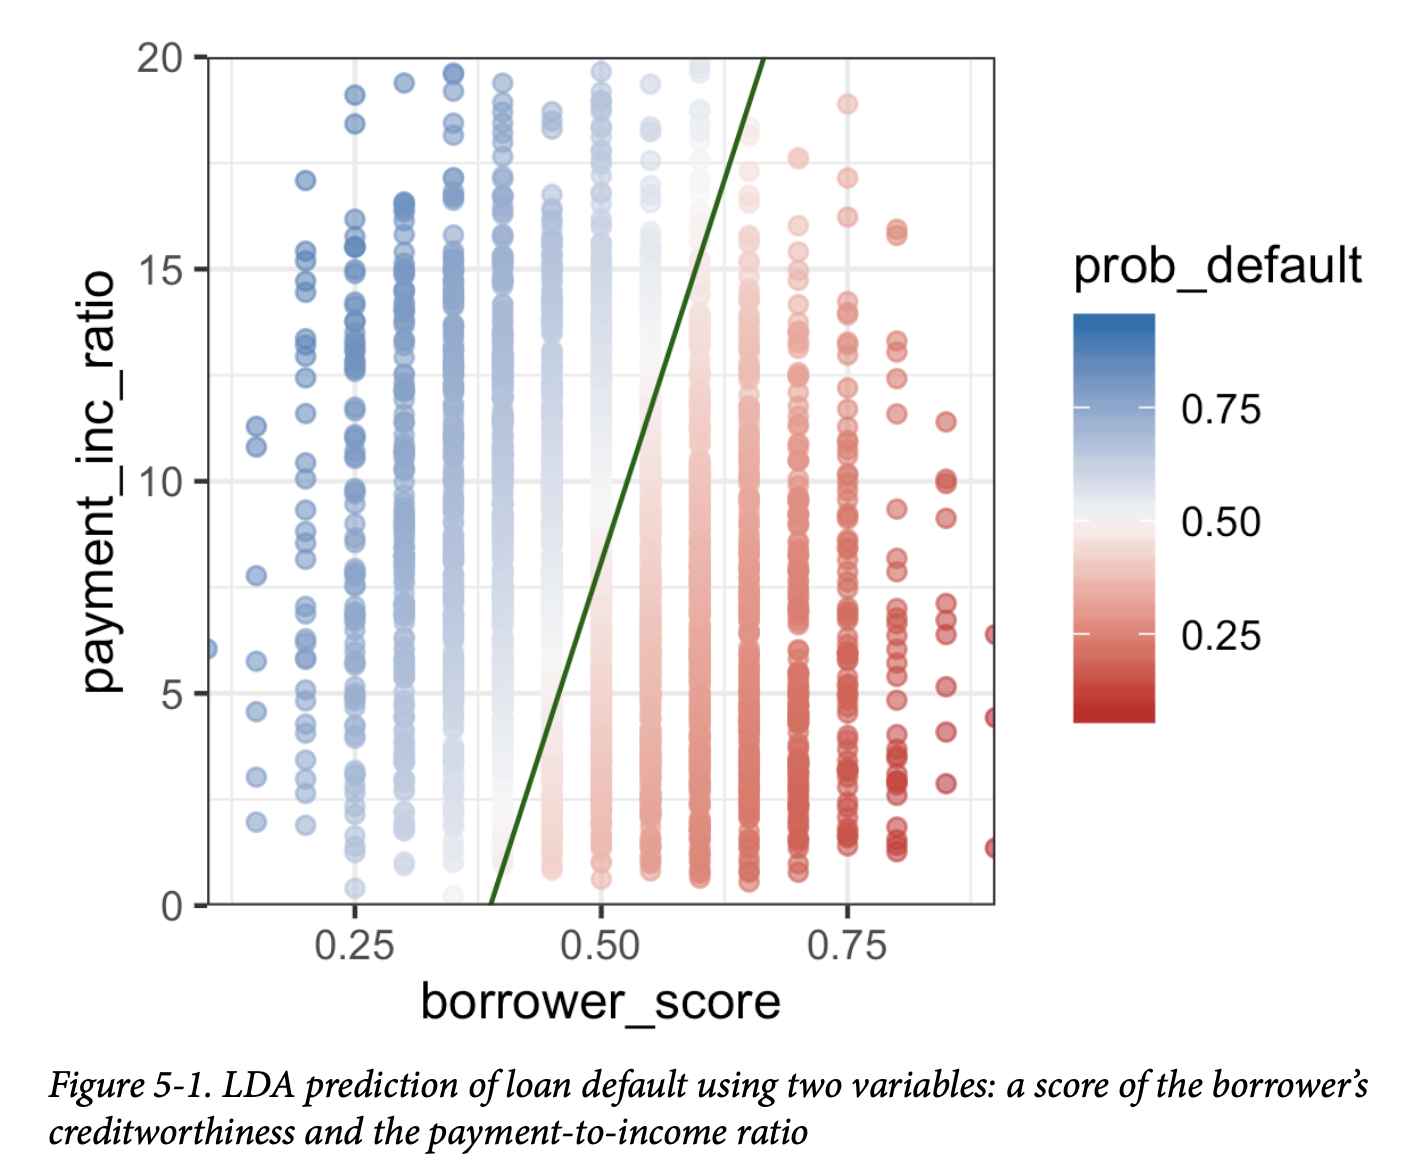 20
15
10
5
0
payment_inc_ratio
0.25 0.50 0.75
borrower_score
prob_default
0.75
0.50
0.25
Figure 5-1. LDA prediction of loan default using two variables: a score of the borrower’s
creditworthiness and the payment-to-income ratio